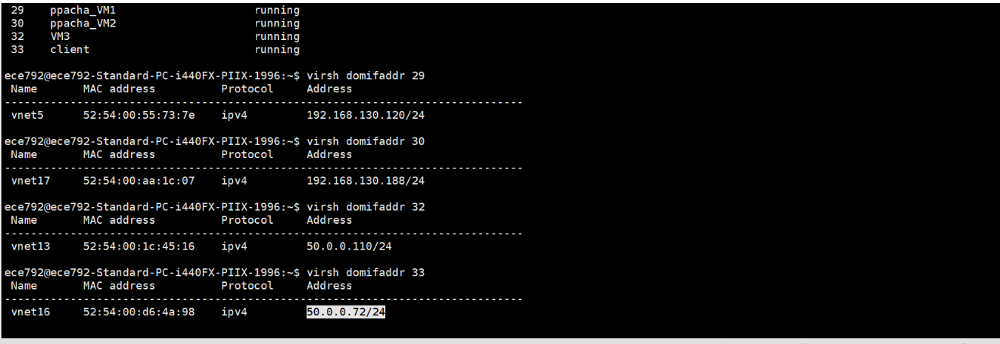 29 ppacha_VM1 running
30 ppacha_VM2 running
32 VM3 running
33 client running
ece792@ece792-Standard-PC-i440FX-PIIX-1996:~$ virsh domifaddr 29
Name MAC address Protocol Address
-------------------------------------------------------------------------------
vnet5 52:54:00:55:73:7e ipv4 192.168.130.120/24
ece792@ece792-Standard-PC-i440FX-PIIX-1996:~$ virsh domifaddr 30
Name MAC address Protocol Address
-------------------------------------------------------------------------------
vnet17 52:54:00:aa:1c:07 ipv4 192.168.130.188/24
ece792@ece792-Standard-PC-i440FX-PIIX-1996:~$ virsh domifaddr 32
Name MAC address Protocol Address
-------------------------------------------------------------------------------
vnet13 52:54:00:1c:45:16 ipv4 50.0.0.110/24
ece792@ece792-Standard-PC-i440FX-PIIX-1996:~$ virsh domifaddr 33
Name MAC address Protocol Address
-------------------------------------------------------------------------------
vnet16 52:54:00:d6:4a:98 ipv4 50.0.0.72/24